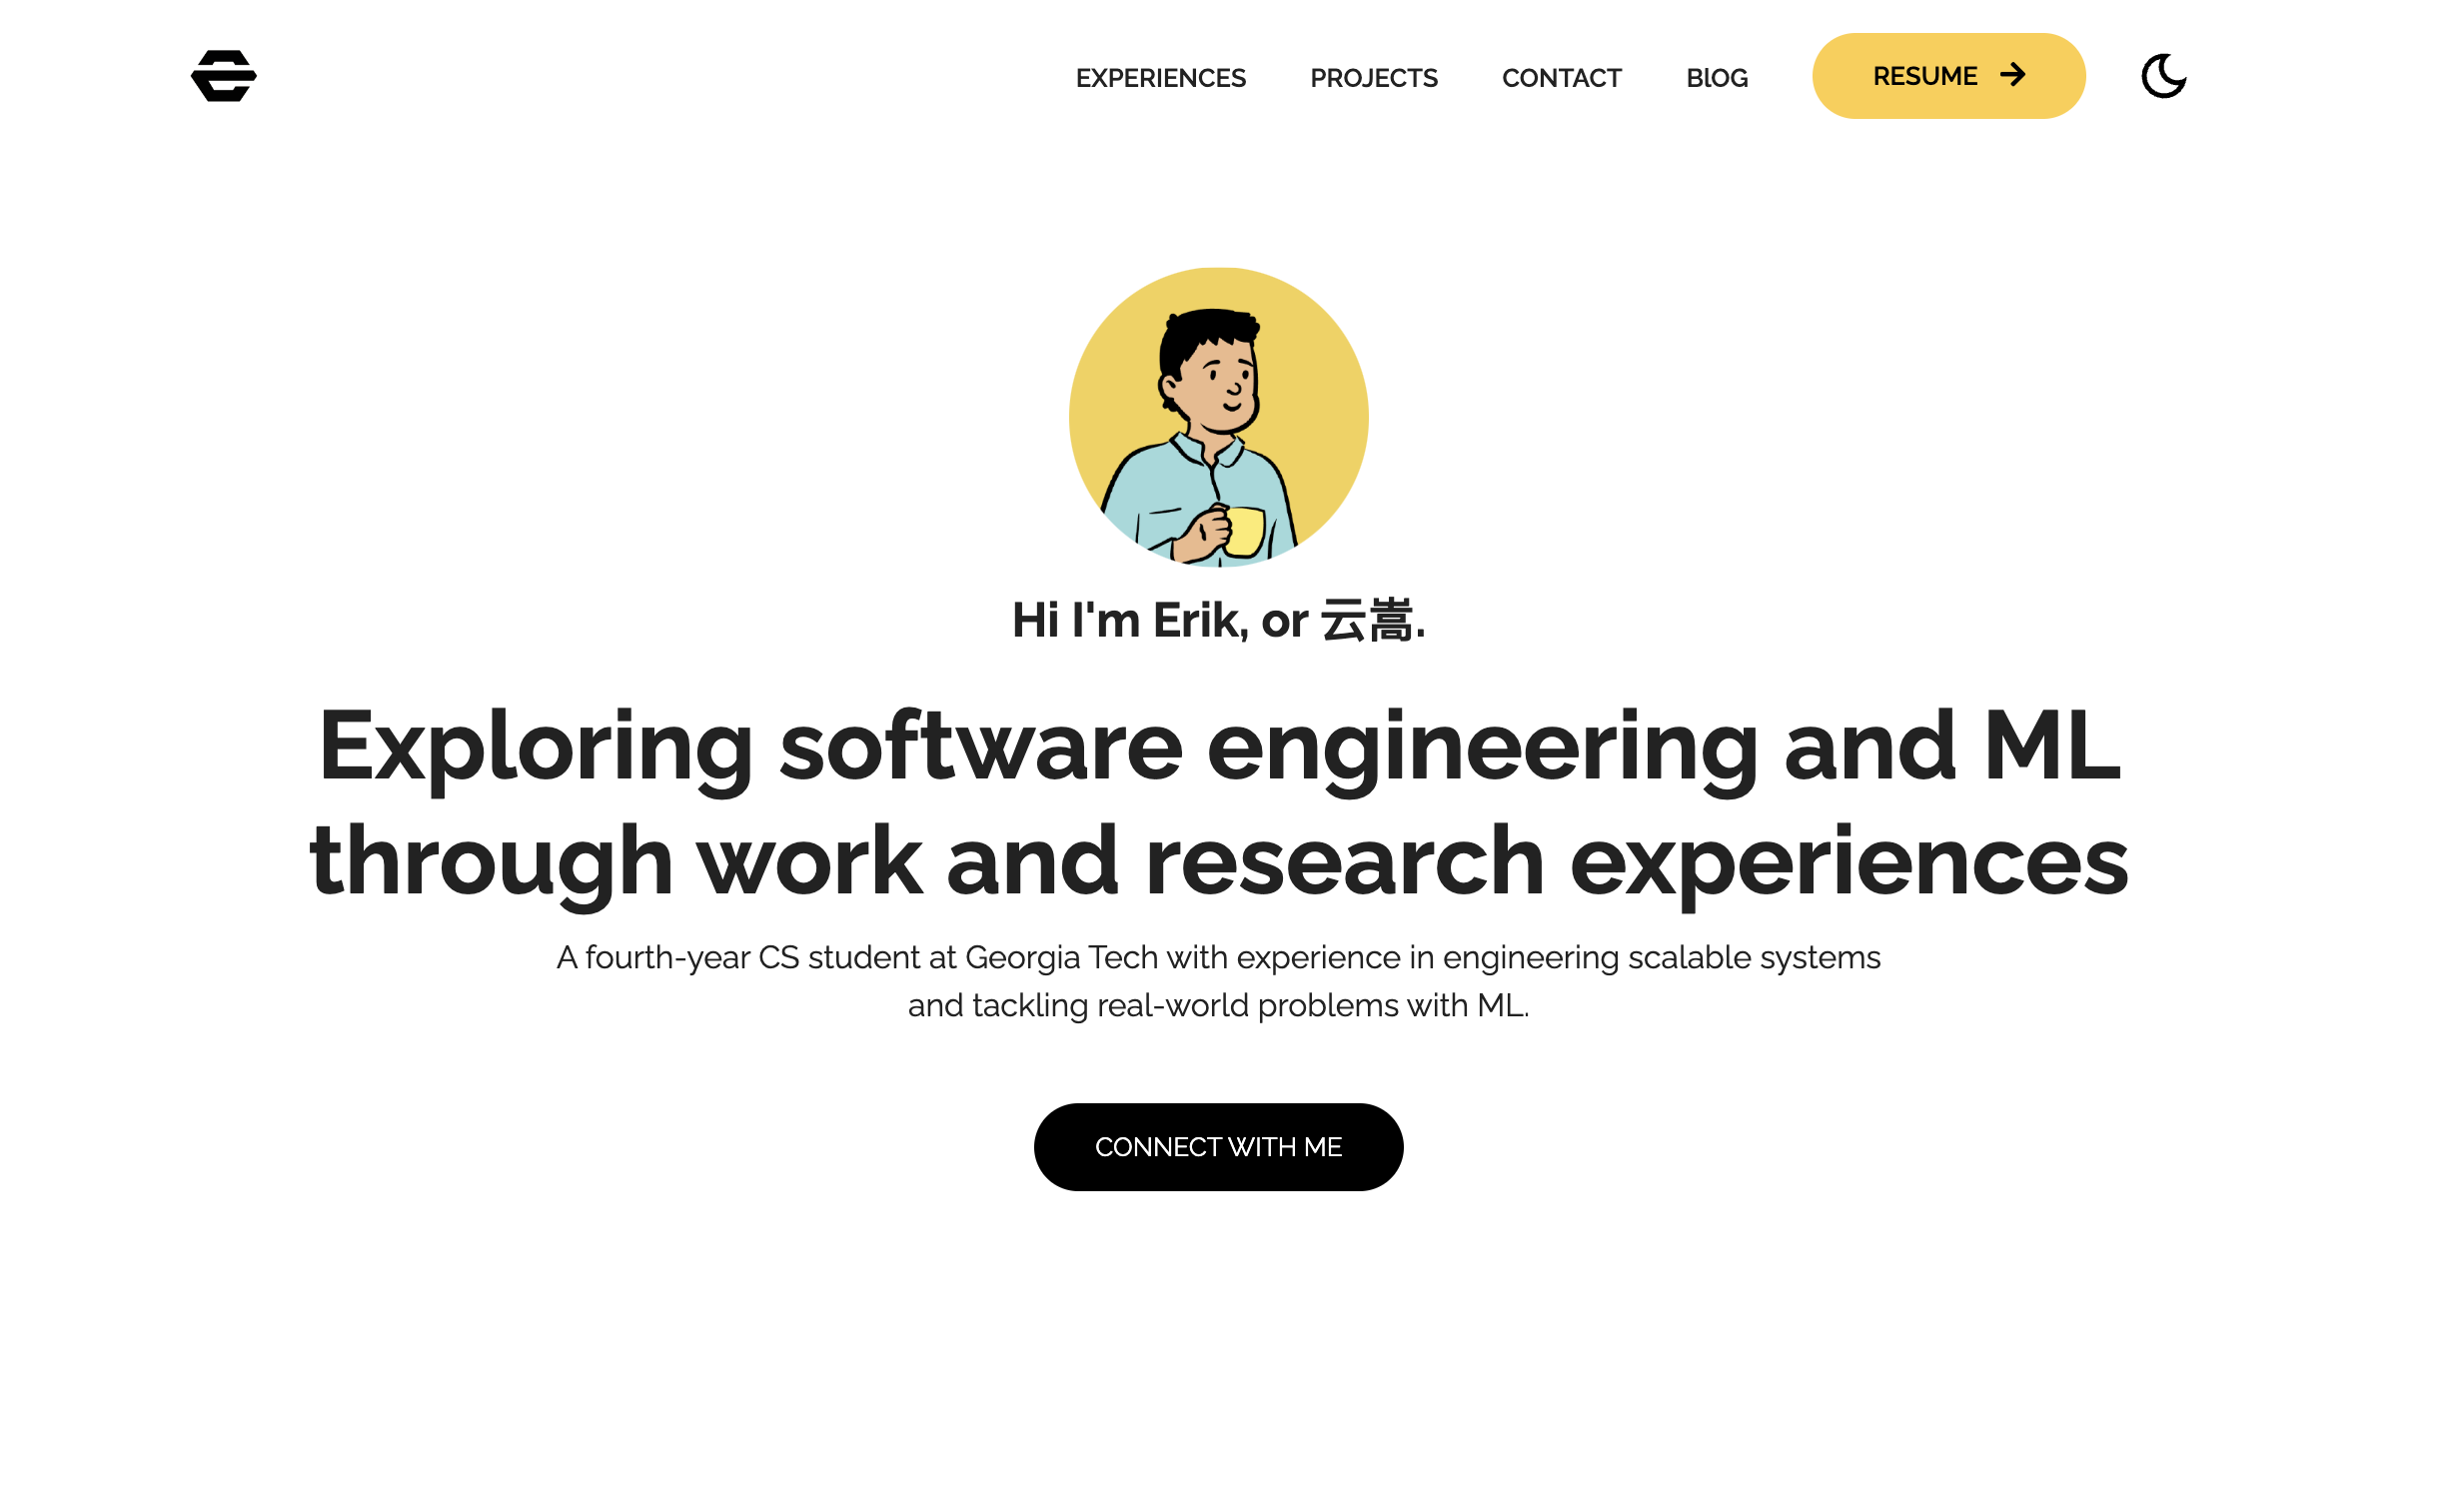 EXPERIENCES
PROJECTS
CONTACT
BlOG
RESUME
Hi I'm Erik, or 云嵩.
Exploring software engineering and ML
through work and research experiences
A fourth-year CS student at Georgia Tech with experience in engineering scalable systems
and tackling real-world problems with ML.
CONNECT WITH ME